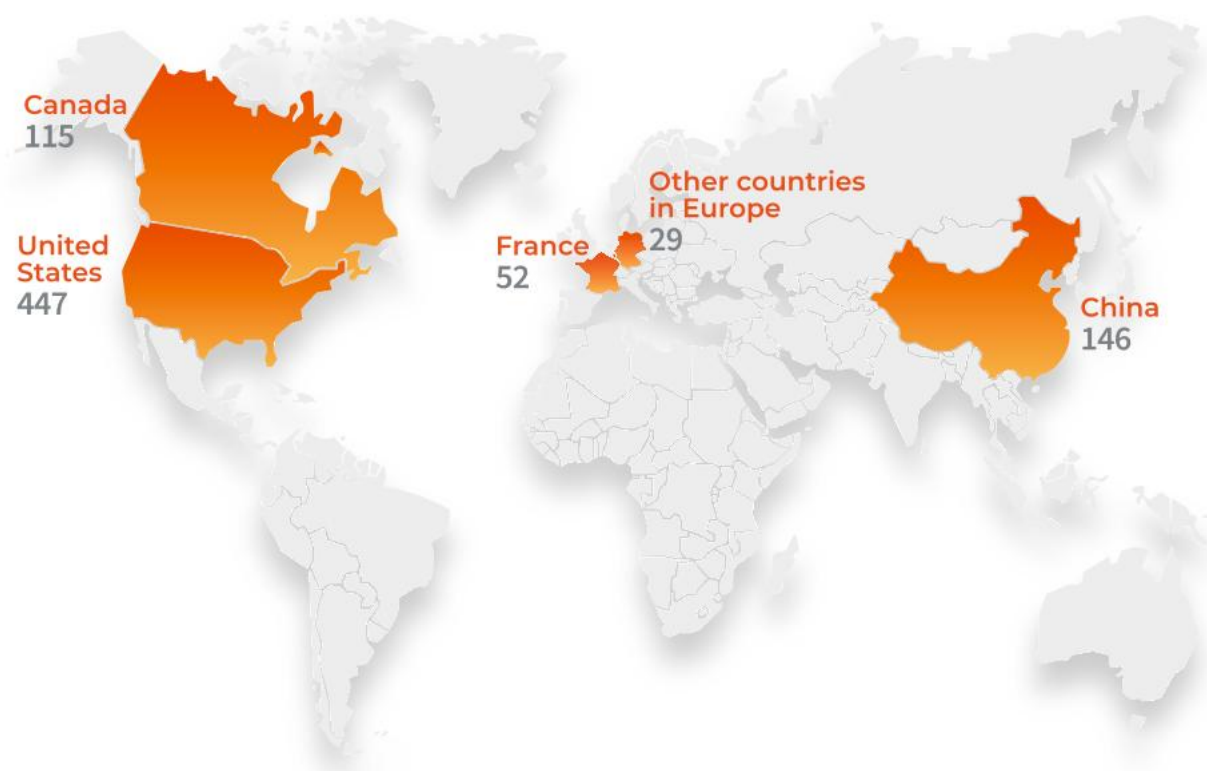 Canada
115
United
States
447
France
52
Other countries
in Europe
29
China
146